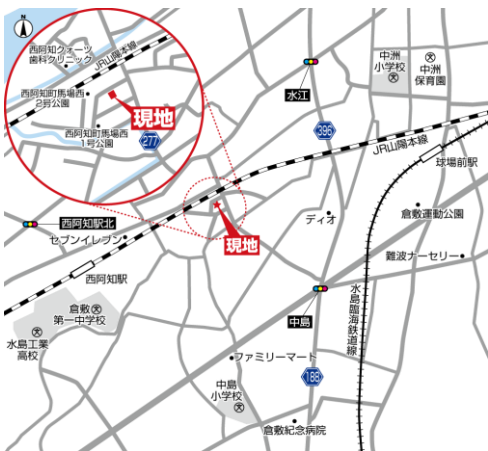 N
西阿知クォーツ
歯科クリニック
JR山陽本線
西阿知町馬場西
2号公園
現地
西阿知町馬場西
1号公園
277
水江
中洲
小学校
中洲
保育園
396
JR山陽本線
球場前駅
西阿知駅北
セブンイレブン
現地
ディオ
倉敷運動公園
西阿知駅
難波ナーセリー
中島
水島臨海鉄道線
倉敷
第一中学校
水島工業
高校
ファミリーマート
188
中島
小学校
倉敷紀念病院